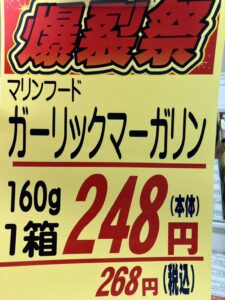 爆裂祭
マリンフード
ガーリックマーガリン
160g
1箱 248円 (本体)
268円 (税込)